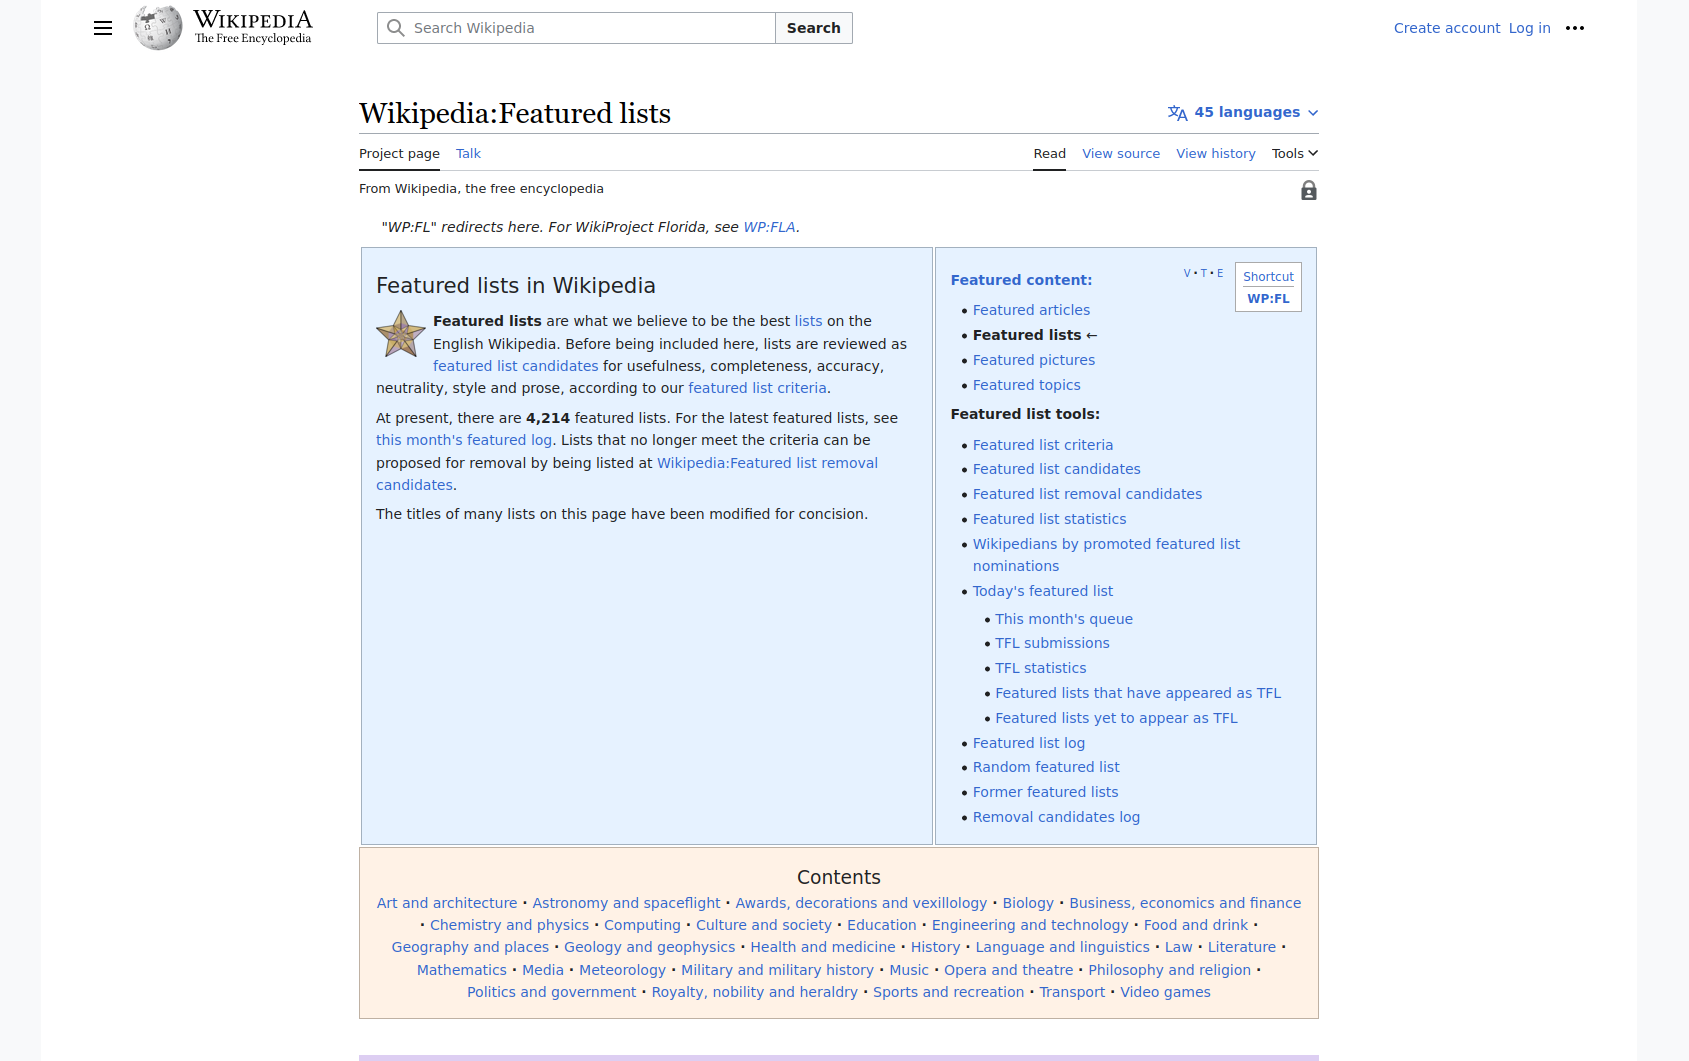 WIKIPEDIA
The Free Encyclopedia
Search Wikipedia
Search
Create account Log in
Wikipedia:Featured lists
45 languages
Project page Talk
Read View source View history Tools
From Wikipedia, the free encyclopedia
"WP:FL" redirects here. For WikiProject Florida, see WP:FLA.
Featured lists in Wikipedia
Featured lists are what we believe to be the best lists on the
English Wikipedia. Before being included here, lists are reviewed as
featured list candidates for usefulness, completeness, accuracy,
neutrality, style and prose, according to our featured list criteria.
At present, there are 4,214 featured lists. For the latest featured lists, see
this month's featured log. Lists that no longer meet the criteria can be
proposed for removal by being listed at Wikipedia:Featured list removal
candidates.
The titles of many lists on this page have been modified for concision.
V · T · E
Shortcut
WP:FL
Featured content:
• Featured articles
• Featured lists ←
• Featured pictures
• Featured topics
Featured list tools:
• Featured list criteria
• Featured list candidates
• Featured list removal candidates
• Featured list statistics
• Wikipedians by promoted featured list
nominations
• Today's featured list
• This month's queue
• TFL submissions
• TFL statistics
• Featured lists that have appeared as TFL
• Featured lists yet to appear as TFL
• Featured list log
• Random featured list
• Former featured lists
• Removal candidates log
Contents
Art and architecture · Astronomy and spaceflight · Awards, decorations and vexillology · Biology · Business, economics and finance
· Chemistry and physics · Computing · Culture and society · Education · Engineering and technology · Food and drink ·
Geography and places · Geology and geophysics · Health and medicine · History · Language and linguistics · Law · Literature ·
Mathematics · Media · Meteorology · Military and military history · Music · Opera and theatre · Philosophy and religion ·
Politics and government · Royalty, nobility and heraldry · Sports and recreation · Transport · Video games